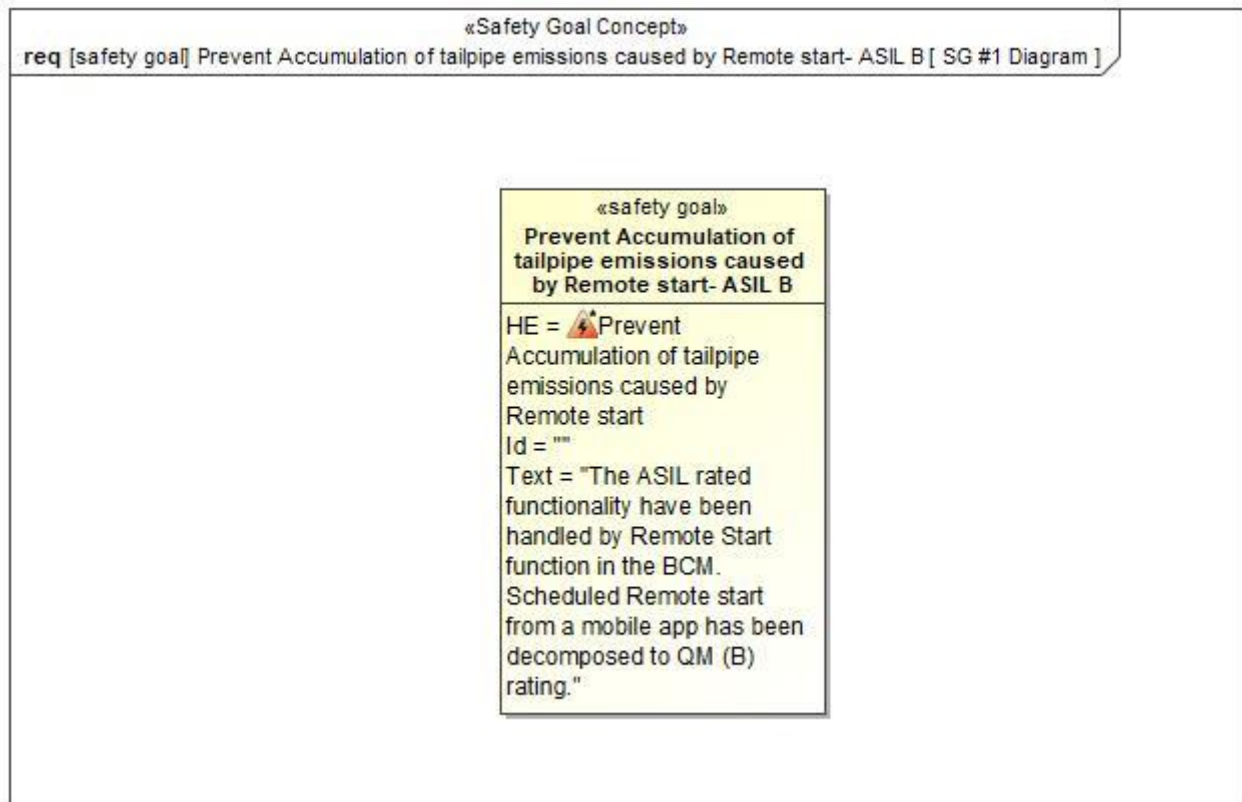 «Safety Goal Concept»
req [safety goal] Prevent Accumulation of tailpipe emissions caused by Remote start- ASIL B [ SG #1 Diagram ]
«safety goal»
Prevent Accumulation of
tailpipe emissions caused
by Remote start- ASIL B
HE = Prevent
Accumulation of tailpipe
emissions caused by
Remote start
Id = ""
Text = "The ASIL rated
functionality have been
handled by Remote Start
function in the BCM.
Scheduled Remote start
from a mobile app has been
decomposed to QM (B)
rating."